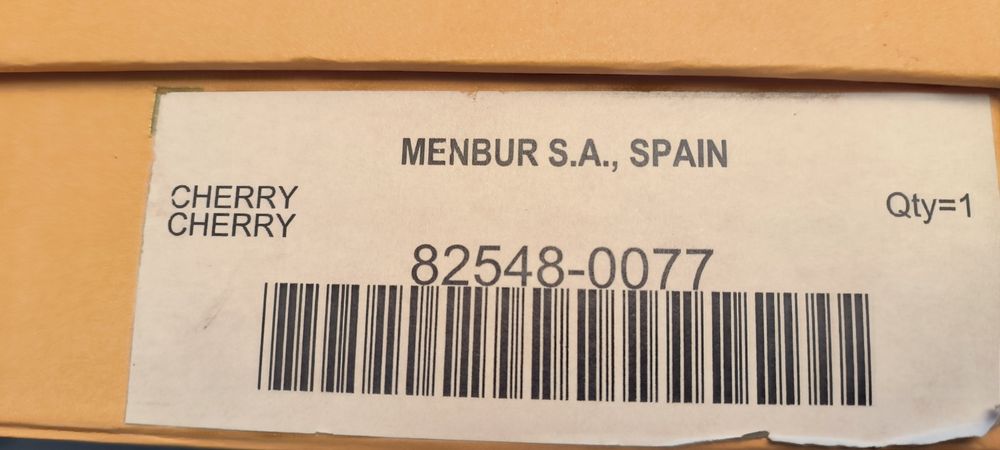 MENBUR S.A., SPAIN
CHERRY
CHERRY
Qty=1
82548-0077